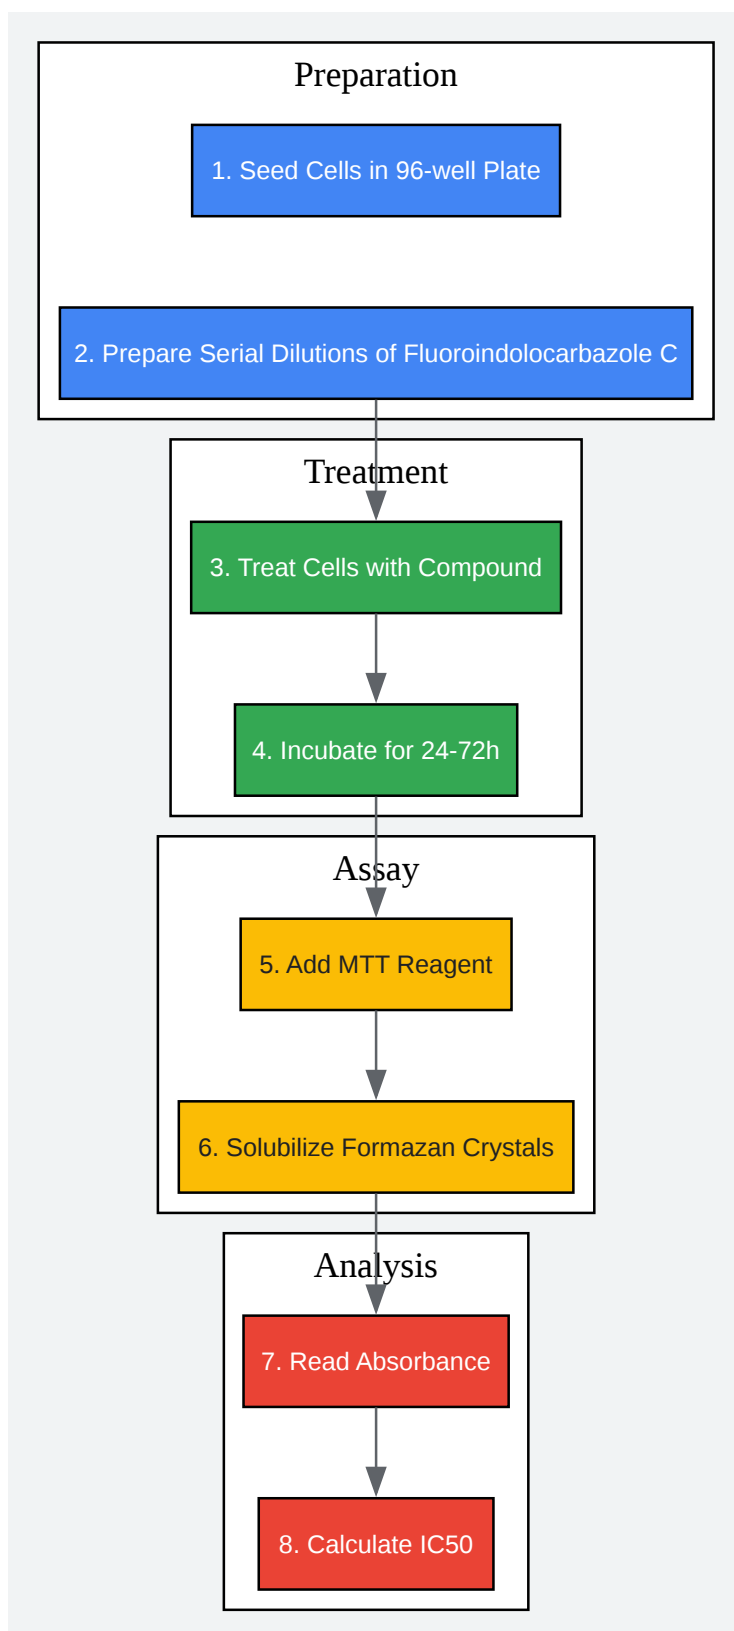 Preparation
1. Seed Cells in 96-well Plate
2. Prepare Serial Dilutions of Fluoroindolocarbazole C
Treatment
3. Treat Cells with Compound
4. Incubate for 24-72h
Assay
5. Add MTT Reagent
6. Solubilize Formazan Crystals
Analysis
7. Read Absorbance
8. Calculate IC50